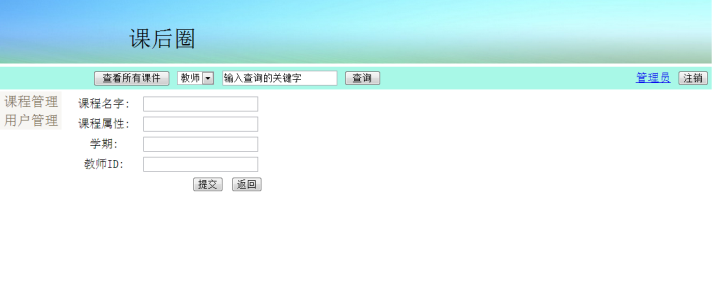 课后圈
查看所有课件 教师 输入查询的关键字 查询 管理员 注销
课程管理
用户管理
课程名字:
课程属性:
学期:
教师ID:
提交 返回